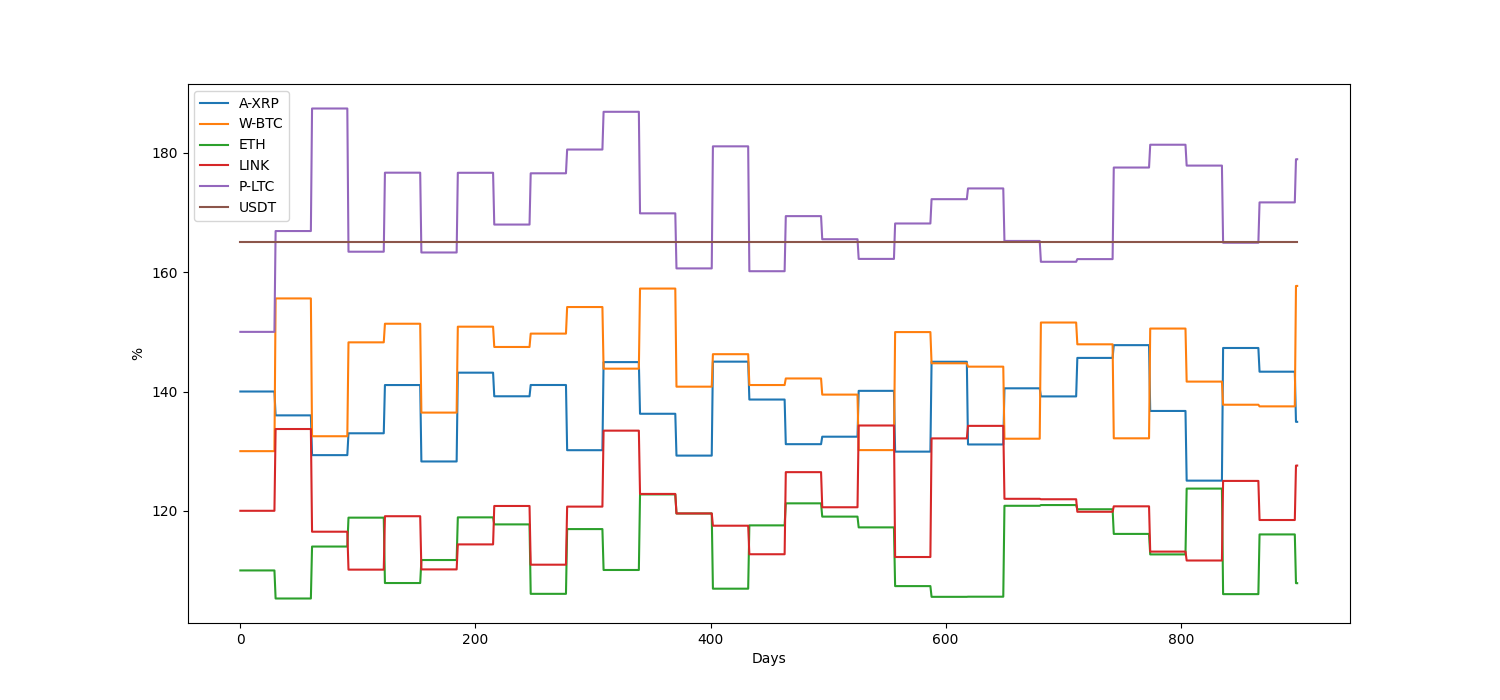 A-XRP
W-BTC
ETH
LINK
P-LTC
USDT
180
160
140
120
%
0 200 400 600 800
Days